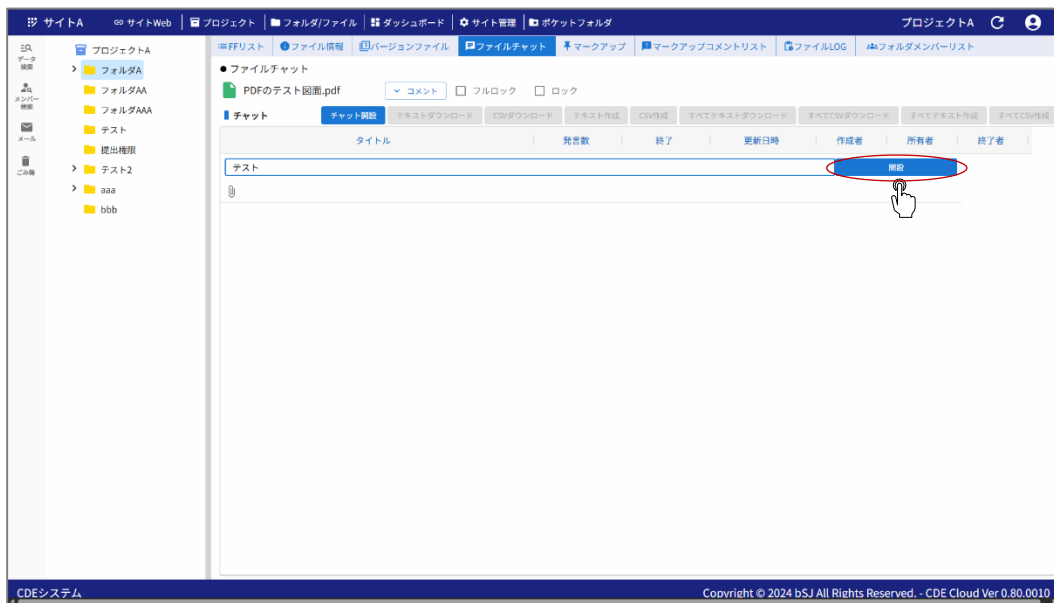 サイトA サイトWeb プロジェクト フォルダ/ファイル ダッシュボード サイト管理 ポケットフォルダ プロジェクトA
データ
検索
メンバー
検索
メール
ごみ箱
プロジェクトA
フォルダA
フォルダAA
フォルダAAA
テスト
提出権限
テスト2
aaa
bbb
FFリスト ファイル情報 バージョンファイル ファイルチャット マークアップ マークアップコメントリスト ファイルLOG フォルダメンバーリスト
● ファイルチャット
PDFのテスト図面.pdf コメント フルロック ロック
チャット チャット開設 テキストダウンロード CSVダウンロード テキスト作成 CSV作成 すべてテキストダウンロード すべてCSVダウンロード すべてテキスト作成 すべてCSV作成
タイトル 発言数 終了 更新日時 作成者 所有者 終了者
テスト 開設
CDEシステム Copyright © 2024 bSJ All Rights Reserved. - CDE Cloud Ver 0.80.0010